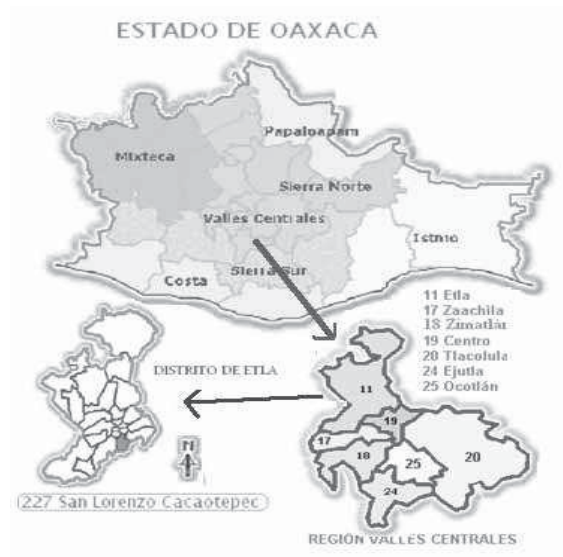 ESTADO DE OAXACA
Papaloapam
Mixteca
Sierra Norte
Valles Centrales
Istmo
Costa
Sierra Sur
11 Etla
17 Zaachila
18 Zimatlán
19 Centro
20 Tlacolula
24 Ejutla
25 Ocotlán
DISTRITO DE ETLA
11
19
17
18
25
20
24
N
227 San Lorenzo Cacaotepec
REGIÓN VALLES CENTRALES